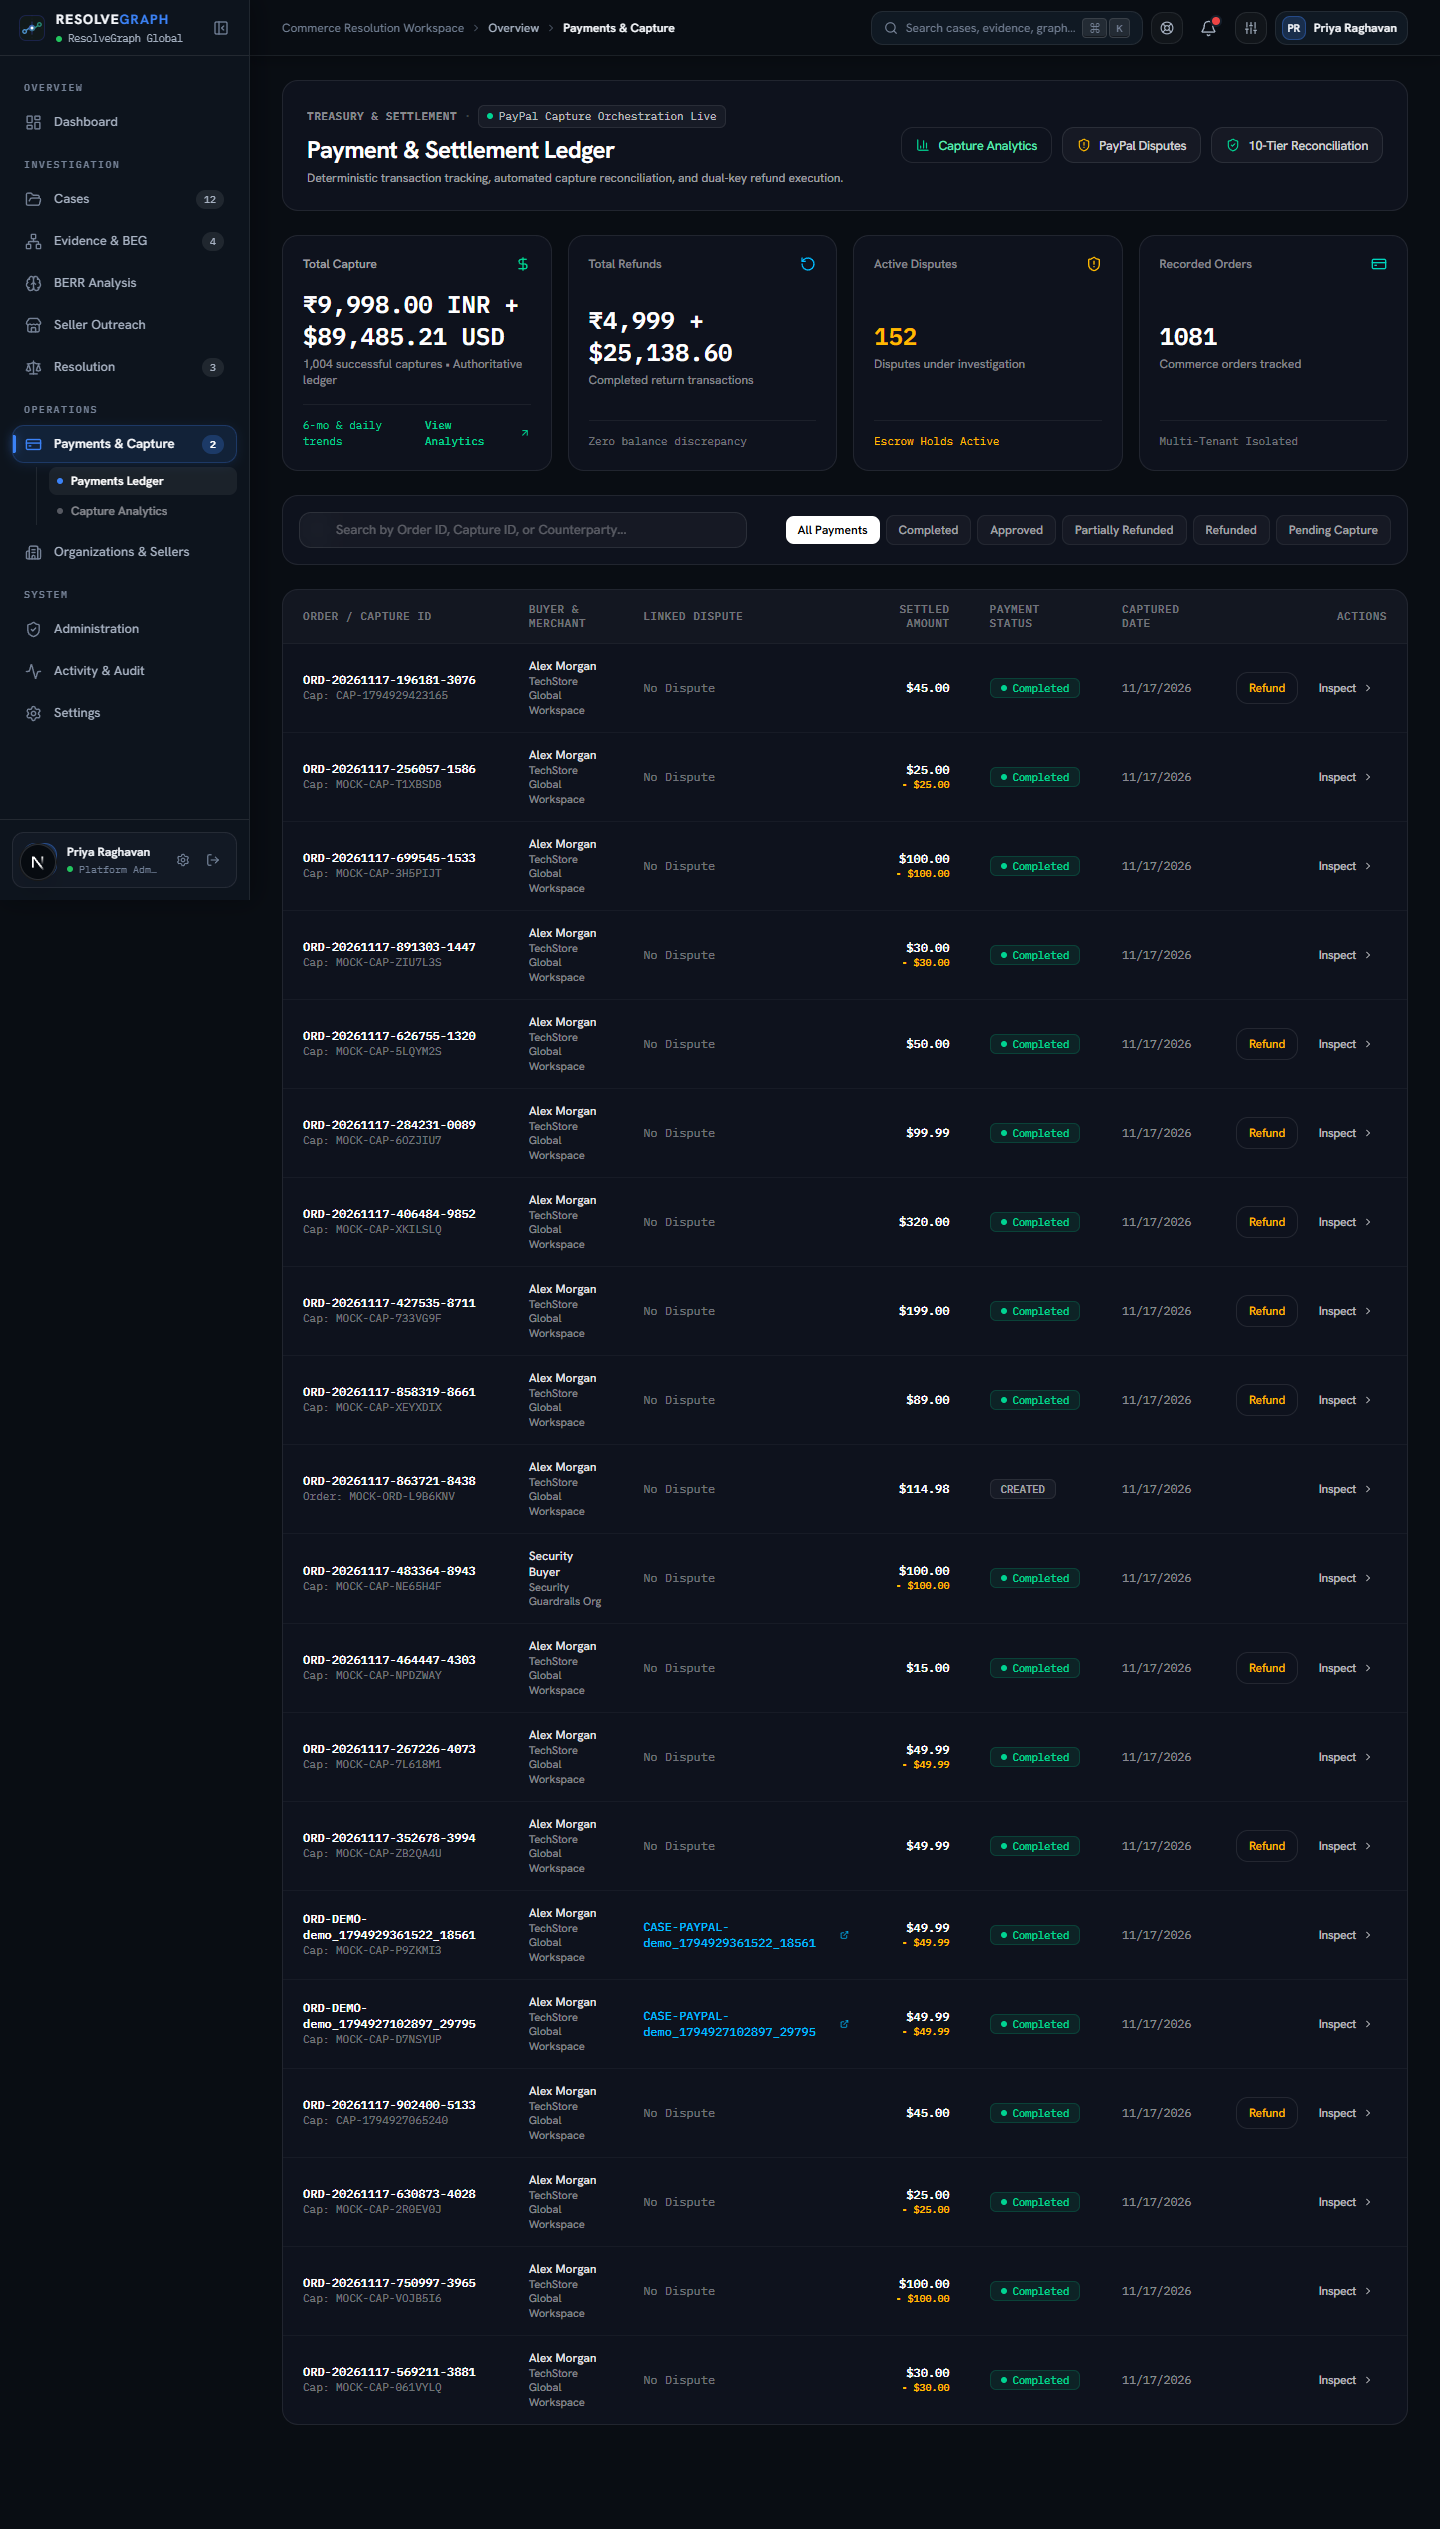 RESOLVEGRAPH
ResolveGraph Global
Commerce Resolution Workspace > Overview > Payments & Capture
Search cases, evidence, graph... ⌘ K
PR Priya Raghavan
OVERVIEW
Dashboard
INVESTIGATION
Cases 12
Evidence & BEG 4
BERR Analysis
Seller Outreach
Resolution 3
OPERATIONS
Payments & Capture 2
Payments Ledger
Capture Analytics
Organizations & Sellers
SYSTEM
Administration
Activity & Audit
Settings
N
Priya Raghavan
Platform Adm…
TREASURY & SETTLEMENT · PayPal Capture Orchestration Live
Payment & Settlement Ledger
Deterministic transaction tracking, automated capture reconciliation, and dual-key refund execution.
Capture Analytics
PayPal Disputes
10-Tier Reconciliation
Total Capture
₹9,998.00 INR +
$89,485.21 USD
1,004 successful captures • Authoritative
ledger
6-mo & daily
trends
View
Analytics
Total Refunds
₹4,999 +
$25,138.60
Completed return transactions
Zero balance discrepancy
Active Disputes
152
Disputes under investigation
Escrow Holds Active
Recorded Orders
1081
Commerce orders tracked
Multi-Tenant Isolated
Search by Order ID, Capture ID, or Counterparty...
All Payments
Completed
Approved
Partially Refunded
Refunded
Pending Capture
ORDER / CAPTURE ID
BUYER &
MERCHANT
LINKED DISPUTE
SETTLED
AMOUNT
PAYMENT
STATUS
CAPTURED
DATE
ACTIONS
ORD-20261117-196181-3076
Cap: CAP-1794929423165
Alex Morgan
TechStore
Global
Workspace
No Dispute
$45.00
Completed
11/17/2026
Refund
Inspect
ORD-20261117-256057-1586
Cap: MOCK-CAP-T1XBSDB
Alex Morgan
TechStore
Global
Workspace
No Dispute
$25.00
- $25.00
Completed
11/17/2026
Inspect
ORD-20261117-699545-1533
Cap: MOCK-CAP-3H5PIJT
Alex Morgan
TechStore
Global
Workspace
No Dispute
$100.00
- $100.00
Completed
11/17/2026
Inspect
ORD-20261117-891303-1447
Cap: MOCK-CAP-ZIU7L3S
Alex Morgan
TechStore
Global
Workspace
No Dispute
$30.00
- $30.00
Completed
11/17/2026
Inspect
ORD-20261117-626755-1320
Cap: MOCK-CAP-5LQYM2S
Alex Morgan
TechStore
Global
Workspace
No Dispute
$50.00
Completed
11/17/2026
Refund
Inspect
ORD-20261117-284231-0089
Cap: MOCK-CAP-6OZJIU7
Alex Morgan
TechStore
Global
Workspace
No Dispute
$99.99
Completed
11/17/2026
Refund
Inspect
ORD-20261117-406484-9852
Cap: MOCK-CAP-XKILSLQ
Alex Morgan
TechStore
Global
Workspace
No Dispute
$320.00
Completed
11/17/2026
Refund
Inspect
ORD-20261117-427535-8711
Cap: MOCK-CAP-733VG9F
Alex Morgan
TechStore
Global
Workspace
No Dispute
$199.00
Completed
11/17/2026
Refund
Inspect
ORD-20261117-858319-8661
Cap: MOCK-CAP-XEYXDIX
Alex Morgan
TechStore
Global
Workspace
No Dispute
$89.00
Completed
11/17/2026
Refund
Inspect
ORD-20261117-863721-8438
Order: MOCK-ORD-L9B6KNV
Alex Morgan
TechStore
Global
Workspace
No Dispute
$114.98
CREATED
11/17/2026
Inspect
ORD-20261117-483364-8943
Cap: MOCK-CAP-NE65H4F
Security
Buyer
Security
Guardrails Org
No Dispute
$100.00
- $100.00
Completed
11/17/2026
Inspect
ORD-20261117-464447-4303
Cap: MOCK-CAP-NPDZWAY
Alex Morgan
TechStore
Global
Workspace
No Dispute
$15.00
Completed
11/17/2026
Refund
Inspect
ORD-20261117-267226-4073
Cap: MOCK-CAP-7L618M1
Alex Morgan
TechStore
Global
Workspace
No Dispute
$49.99
- $49.99
Completed
11/17/2026
Inspect
ORD-20261117-352678-3994
Cap: MOCK-CAP-ZB2QA4U
Alex Morgan
TechStore
Global
Workspace
No Dispute
$49.99
Completed
11/17/2026
Refund
Inspect
ORD-DEMO-
demo_1794929361522_18561
Cap: MOCK-CAP-P9ZKMI3
Alex Morgan
TechStore
Global
Workspace
CASE-PAYPAL-
demo_1794929361522_18561
$49.99
- $49.99
Completed
11/17/2026
Inspect
ORD-DEMO-
demo_1794927102897_29795
Cap: MOCK-CAP-D7NSYUP
Alex Morgan
TechStore
Global
Workspace
CASE-PAYPAL-
demo_1794927102897_29795
$49.99
- $49.99
Completed
11/17/2026
Inspect
ORD-20261117-902400-5133
Cap: CAP-1794927065240
Alex Morgan
TechStore
Global
Workspace
No Dispute
$45.00
Completed
11/17/2026
Refund
Inspect
ORD-20261117-630873-4028
Cap: MOCK-CAP-2R0EV0J
Alex Morgan
TechStore
Global
Workspace
No Dispute
$25.00
- $25.00
Completed
11/17/2026
Inspect
ORD-20261117-750997-3965
Cap: MOCK-CAP-VOJB5I6
Alex Morgan
TechStore
Global
Workspace
No Dispute
$100.00
- $100.00
Completed
11/17/2026
Inspect
ORD-20261117-569211-3881
Cap: MOCK-CAP-061VYLQ
Alex Morgan
TechStore
Global
Workspace
No Dispute
$30.00
- $30.00
Completed
11/17/2026
Inspect